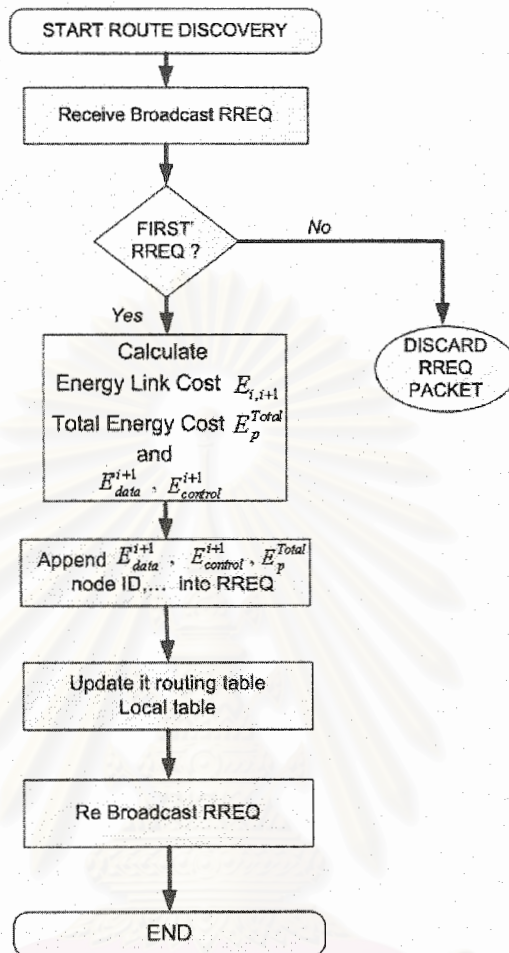 START ROUTE DISCOVERY
Receive Broadcast RREQ
FIRST'
RREQ ?
No
Yes
DISCARD
RREQ
PACKET
Calculate
Energy Link Cost E_{i,i+1}
Total Energy Cost E_p^{Total}
and
E_{data}^{i+1} , E_{control}^{i+1}
Append E_{data}^{i+1} , E_{control}^{i+1} , E_p^{Total}
node ID,... into RREQ
Update it routing table
Local table
Re Broadcast RREQ
END